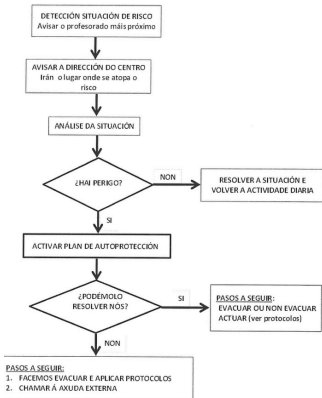 DETECCIÓN SITUACIÓN DE RISCO
Avisar o profesorado máis próximo
AVISAR A DIRECCIÓN DO CENTRO
Irán o lugar onde se atopa o
risco
ANÁLISE DA SITUACIÓN
¿HAI PERIGO?
NON
RESOLVER A SITUACIÓN E
VOLVER A ACTIVIDADE DIARIA
SI
ACTIVAR PLAN DE AUTOPROTECCIÓN
¿PODÉMOLO
RESOLVER NÓS?
SI
PASOS A SEGUIR:
EVACUAR OU NON EVACUAR
ACTUAR (ver protocolos)
NON
PASOS A SEGUIR:
1. FACEMOS EVACUAR E APLICAR PROTOCOLOS
2. CHAMAR Á AXUDA EXTERNA